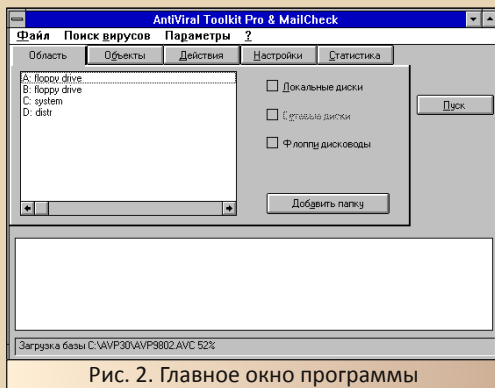 AntiViral Toolkit Pro & MailCheck
Файл Поиск вирусов Параметры ?
Область Объекты Действия Настройки Статистика
A: floppy drive
B: floppy drive
C: system
D: distr
Локальные диски
Сетевые диски
Флоппи дисководы
Добавить папку
Пуск
Загрузка базы C:\AVP30\AVP9802.AVC 52%
Рис. 2. Главное окно программы